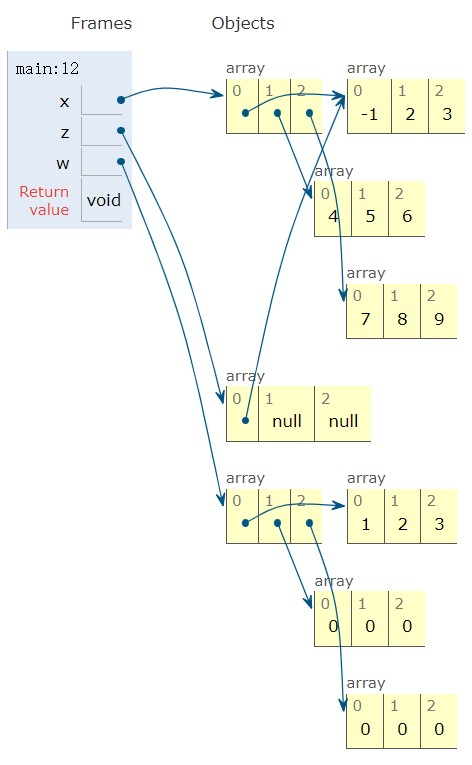 Frames Objects
main:12
x
z
w
Return value void
array
0 1 2
array
0 1 2
-1 2 3
array
0 1 2
4 5 6
array
0 1 2
7 8 9
array
0 1 2
null null
array
0 1 2
array
0 1 2
1 2 3
array
0 1 2
0 0 0
array
0 1 2
0 0 0